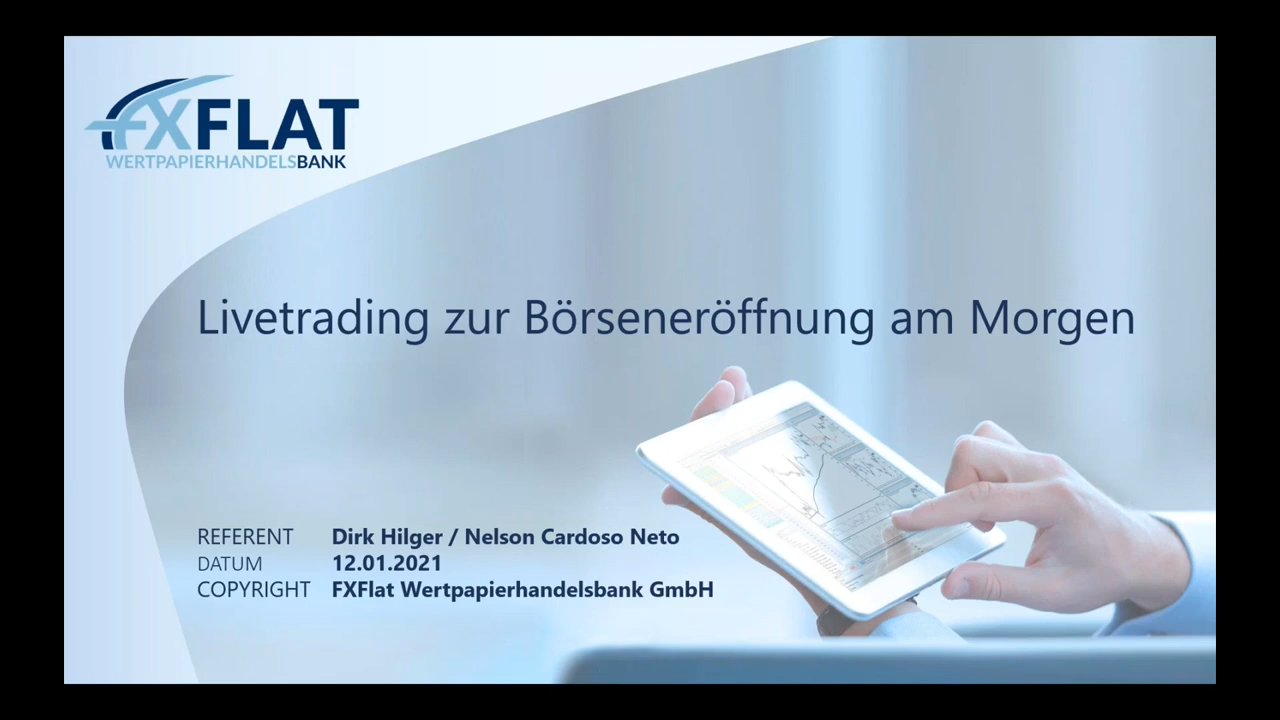 FXFLAT
WERTPAPIERHANDELSBANK
Livetrading zur Börseneröffnung am Morgen
REFERENT Dirk Hilger / Nelson Cardoso Neto
DATUM 12.01.2021
COPYRIGHT FXFlat Wertpapierhandelsbank GmbH